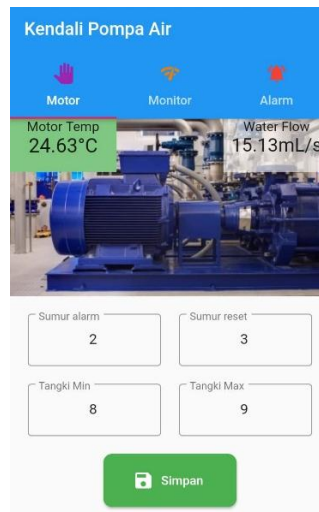 Kendali Pompa Air
Motor Monitor Alarm
Motor Temp Water Flow
24.63°C 15.13mL/s
Sumur alarm Sumur reset
2 3
Tangki Min Tangki Max
8 9
Simpan